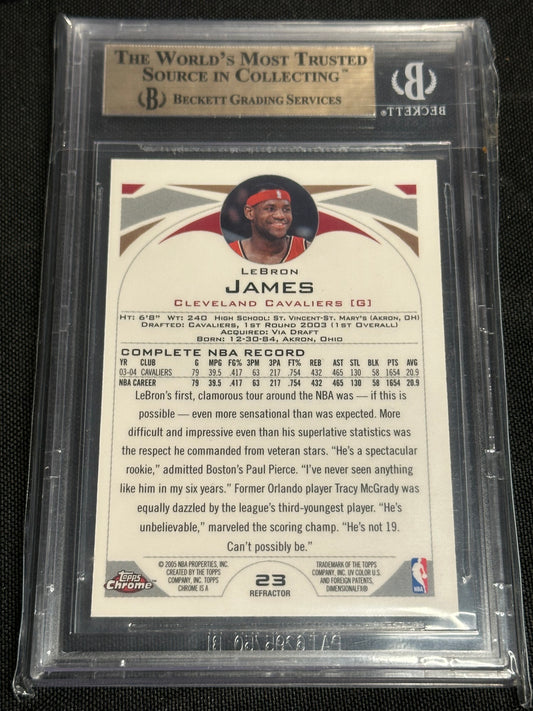 THE WORLD'S MOST TRUSTED
SOURCE IN COLLECTING™
B BECKETT GRADING SERVICES
B
BECKETT®
LEBRON
JAMES
CLEVELAND CAVALIERS [G]
HT: 6'8" WT: 240 HIGH SCHOOL: ST. VINCENT-ST. MARY'S (AKRON, OH)
DRAFTED: CAVALIERS, 1ST ROUND 2003 (1ST OVERALL)
ACQUIRED: VIA DRAFT
BORN: 12-30-84, AKRON, OHIO
COMPLETE NBA RECORD
YR CLUB G MPG FG% 3PM 3PA FT% REB AST STL BLK PTS AVG
03-04 CAVALIERS 79 39.5 .417 63 217 .754 432 465 130 58 1654 20.9
NBA CAREER 79 39.5 .417 63 217 .754 432 465 130 58 1654 20.9
LeBron's first, clamorous tour around the NBA was — if this
is possible — even more sensational than was expected. More
difficult and impressive even than his superlative statistics was
the respect he commanded from veteran stars. "He's a spectacular
rookie," admitted Boston's Paul Pierce. "I've never seen anything
like him in my six years." Former Orlando player Tracy McGrady was
equally dazzled by the league's third-youngest player. "He's
unbelievable," marveled the scoring champ. "He's not 19.
Can't possibly be."
Topps
Chrome
© 2005 NBA PROPERTIES, INC.
CREATED BY THE TOPPS
COMPANY, INC. TOPPS
CHROME IS A
23
REFRACTOR
TRADEMARK OF THE TOPPS
COMPANY, INC. UV COLOR U.S.
AND FOREIGN PATENTS,
DIMENSIONAL FX®
NBA